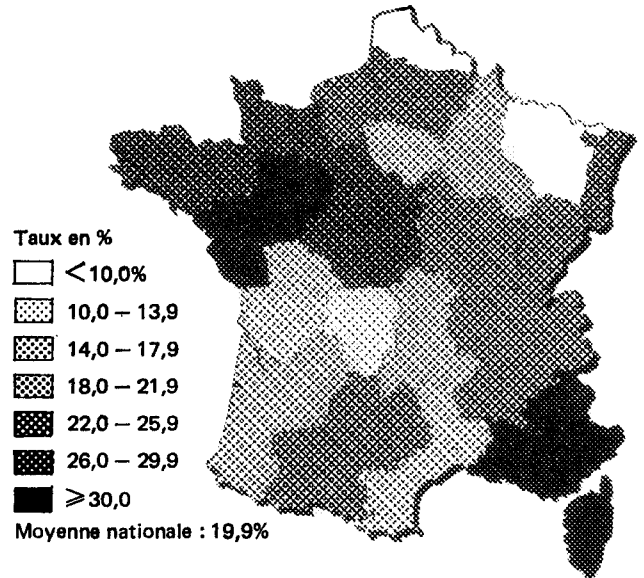 Taux en %
< 10,0%
10,0 – 13,9
14,0 – 17,9
18,0 – 21,9
22,0 – 25,9
26,0 – 29,9
⩾ 30,0
Moyenne nationale : 19,9%